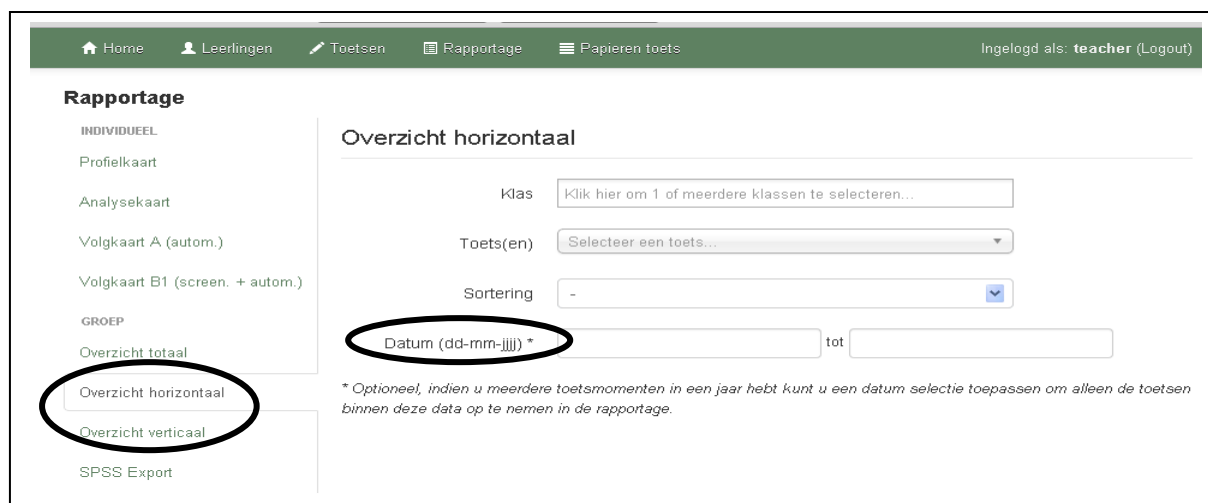 Home Leerlingen Toetsen Rapportage Papieren toets Ingelogd als: teacher (Logout)
Rapportage
INDIVIDUEEL
Profielkaart
Analysekaart
Volgkaart A (autom.)
Volgkaart B1 (screen. + autom.)
GROEP
Overzicht totaal
Overzicht horizontaal
Overzicht verticaal
SPSS Export
Overzicht horizontaal
Klas Klik hier om 1 of meerdere klassen te selecteren...
Toets(en) Selecteer een toets...
Sortering -
Datum (dd-mm-jjjj) * tot
* Optioneel, indien u meerdere toetsmomenten in een jaar hebt kunt u een datum selectie toepassen om alleen de toetsen
binnen deze data op te nemen in de rapportage.